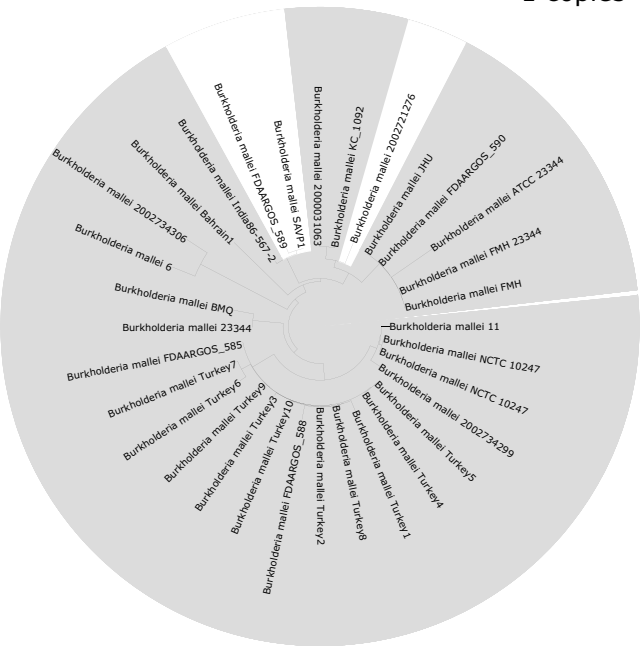 Burkholderia mallei 2000031063
Burkholderia mallei KC_1092
Burkholderia mallei 2002721276
Burkholderia mallei JHU
Burkholderia mallei FDAARGOS_590
Burkholderia mallei ATCC 23344
Burkholderia mallei FMH 23344
Burkholderia mallei FMH
Burkholderia mallei 11
Burkholderia mallei NCTC 10247
Burkholderia mallei NCTC 10247
Burkholderia mallei 2002734299
Burkholderia mallei Turkey5
Burkholderia mallei Turkey4
Burkholderia mallei Turkey1
Burkholderia mallei Turkey8
Burkholderia mallei Turkey2
Burkholderia mallei FDAARGOS_588
Burkholderia mallei Turkey10
Burkholderia mallei Turkey3
Burkholderia mallei Turkey9
Burkholderia mallei Turkey6
Burkholderia mallei Turkey7
Burkholderia mallei FDAARGOS_585
Burkholderia mallei 23344
Burkholderia mallei BMQ
Burkholderia mallei 6
Burkholderia mallei 2002734306
Burkholderia mallei Bahrain1
Burkholderia mallei India86-567-2
Burkholderia mallei FDAARGOS_589
Burkholderia mallei SAVP1